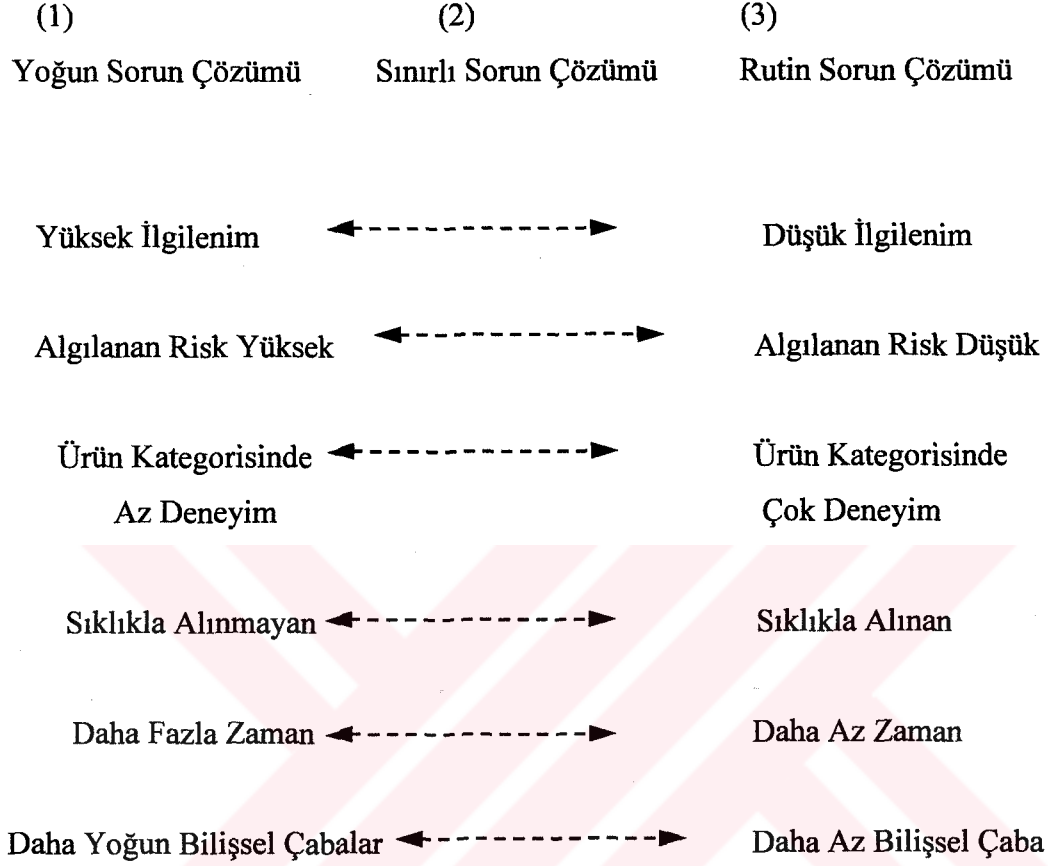 (1) (2) (3)
Yoğun Sorun Çözümü Sınırlı Sorun Çözümü Rutin Sorun Çözümü
Yüksek İlgilenim Düşük İlgilenim
Algılanan Risk Yüksek Algılanan Risk Düşük
Ürün Kategorisinde Ürün Kategorisinde
Az Deneyim Çok Deneyim
Sıklıkla Alınmayan Sıklıkla Alınan
Daha Fazla Zaman Daha Az Zaman
Daha Yoğun Bilişsel Çabalar Daha Az Bilişsel Çaba